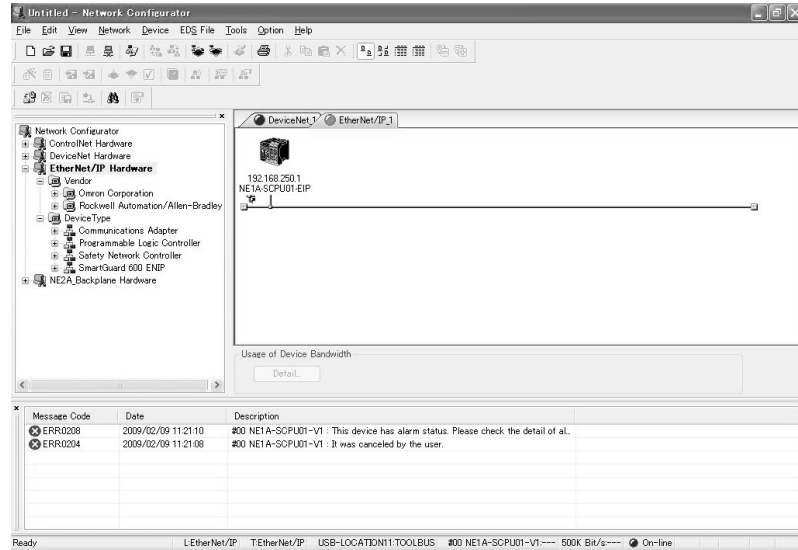 Untitled - Network Configurator
File Edit View Network Device EDS File Tools Option Help
DeviceNet_1 EtherNet/IP_1
Network Configurator
ControlNet Hardware
DeviceNet Hardware
EtherNet/IP Hardware
Vendor
Omron Corporation
Rockwell Automation/Allen-Bradley
DeviceType
Communications Adapter
Programmable Logic Controller
Safety Network Controller
SmartGuard 600 ENIP
NE2A_Backplane Hardware
192.168.250.1
NE1A-SCPU01-EIP
Usage of Device Bandwidth
Detail...
Message Code Date Description
ERR0208 2009/02/09 11:21:10 #00 NE1A-SCPU01-V1 : This device has alarm status. Please check the detail of al...
ERR0204 2009/02/09 11:21:08 #00 NE1A-SCPU01-V1 : It was canceled by the user.
Ready L:EtherNet/IP T:EtherNet/IP USB-LOCATION11:TOOLBUS #00 NE1A-SCPU01-V1:--- 500K Bit/s:--- On-line